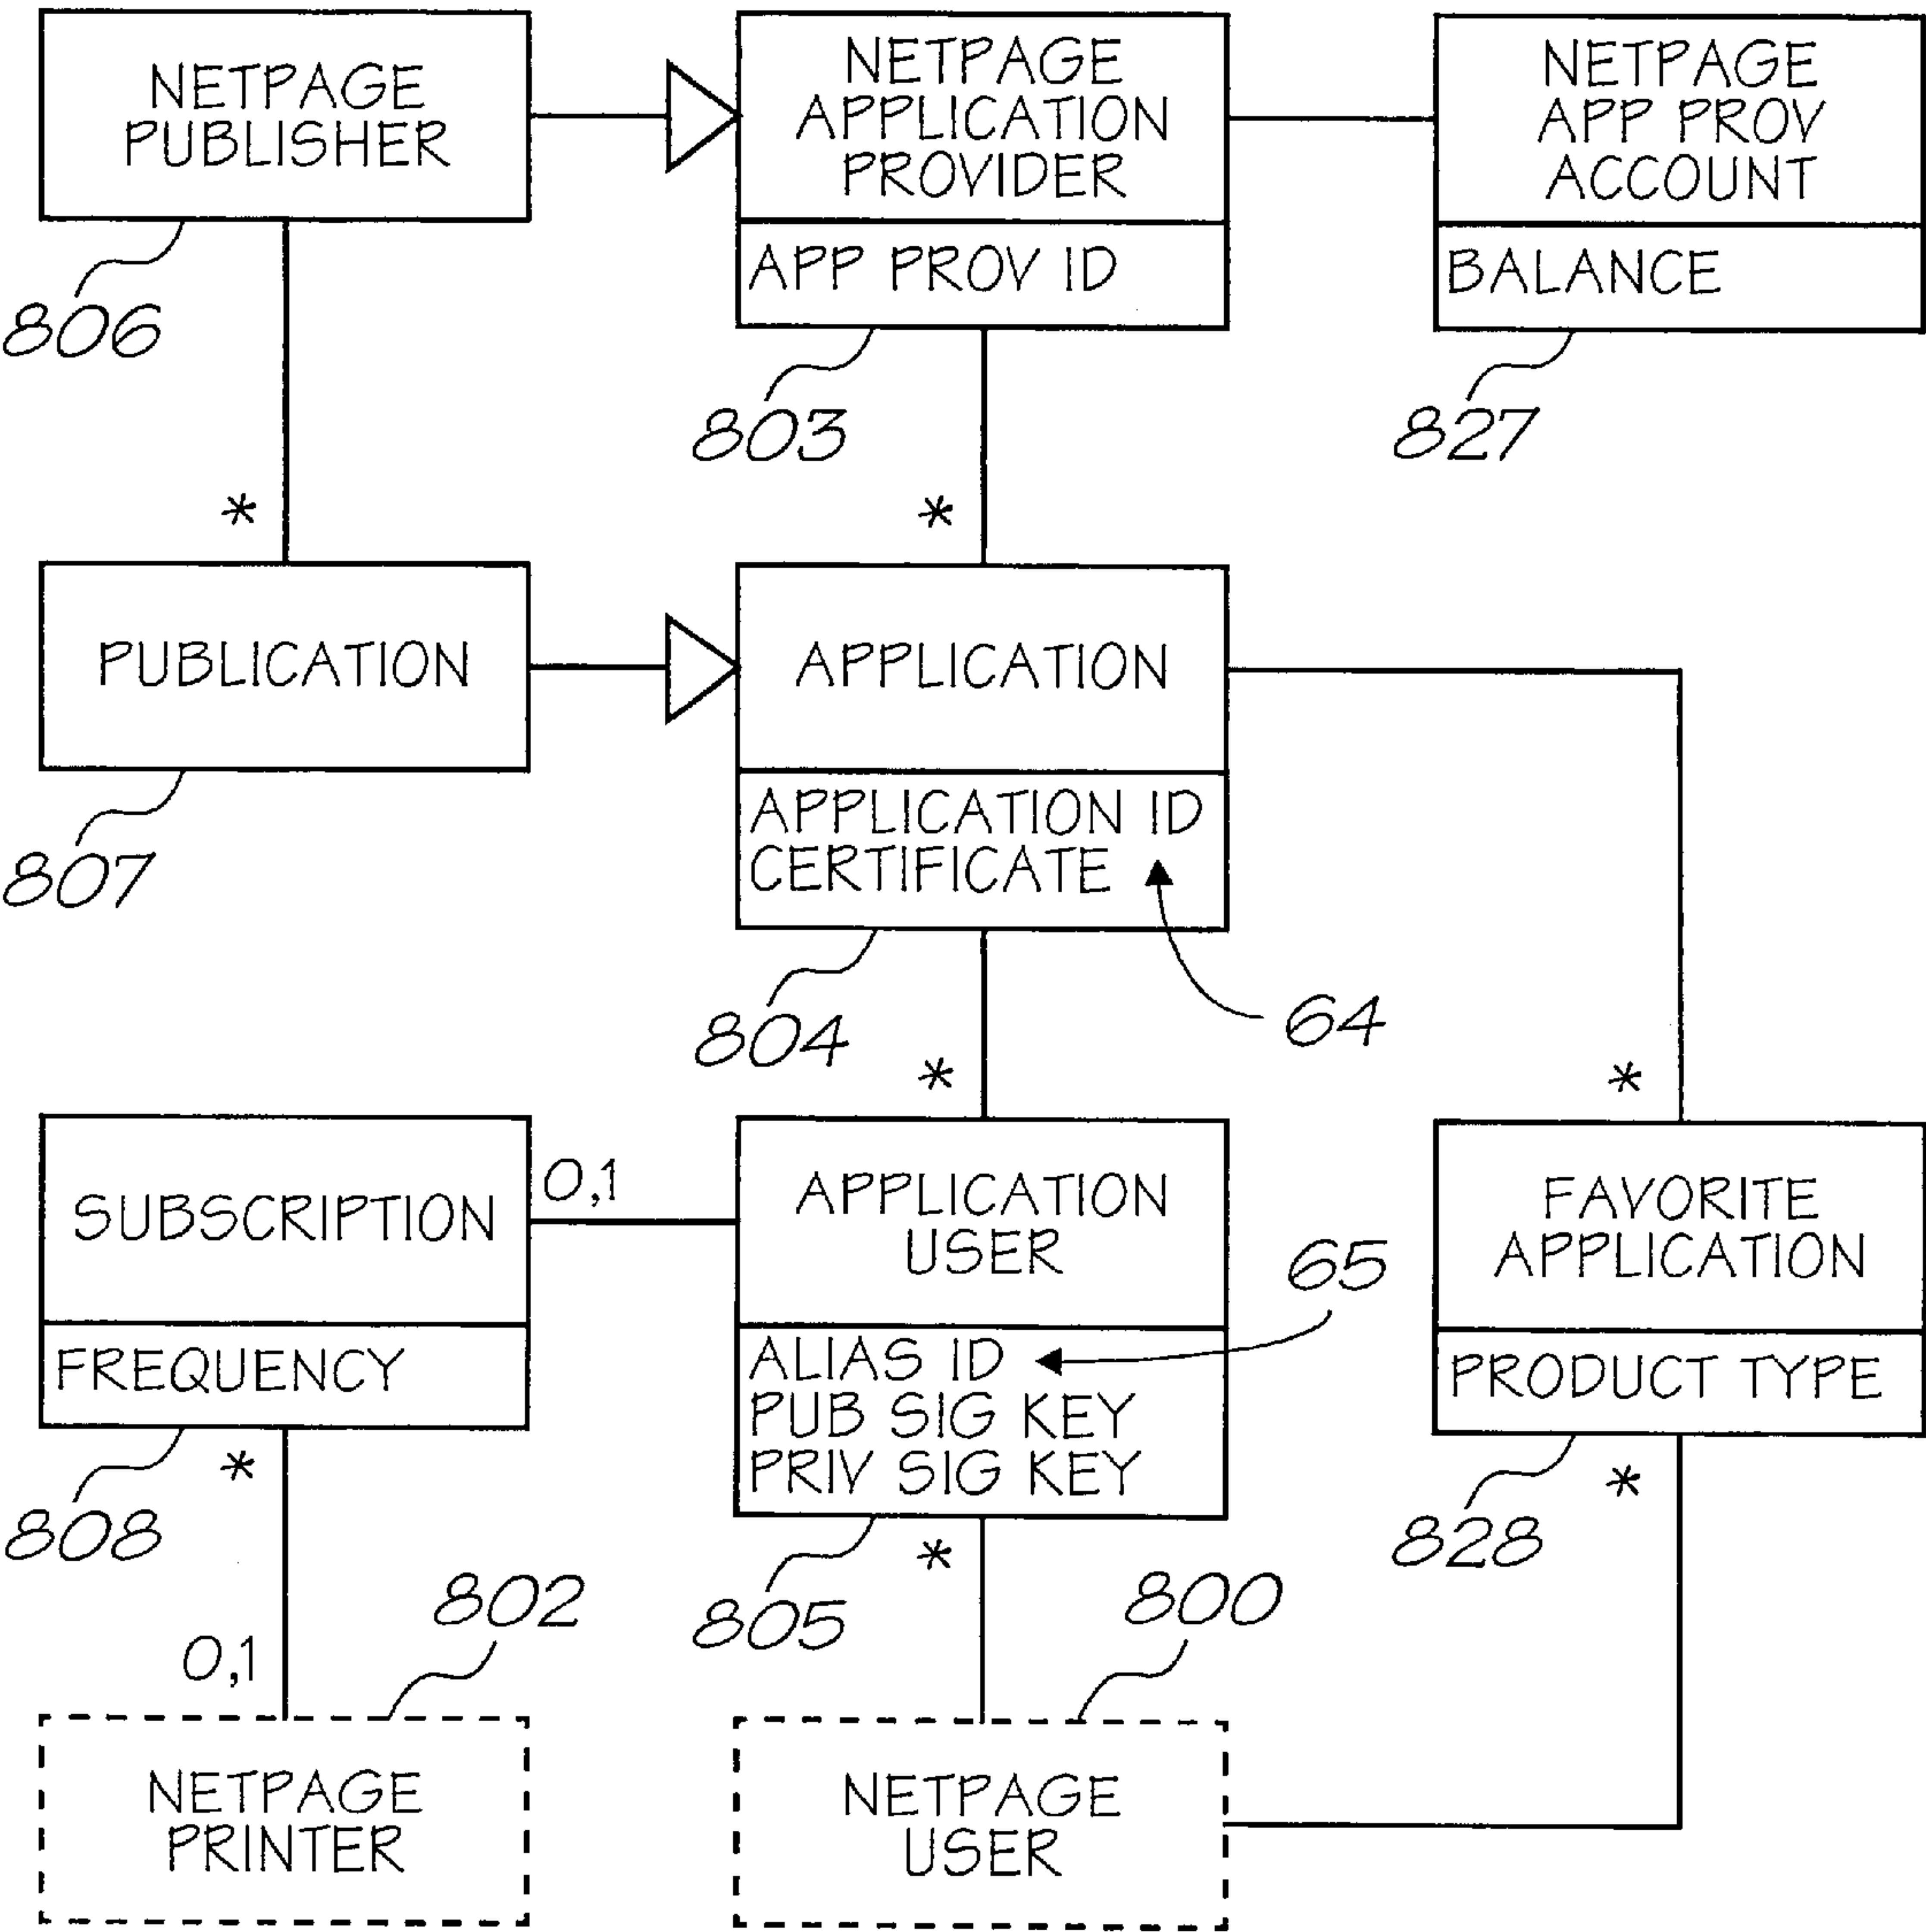 NETPAGE
PUBLISHER
NETPAGE
APPLICATION
PROVIDER
APP PROV ID
NETPAGE
APP PROV
ACCOUNT
BALANCE
806
803
827
*
*
PUBLICATION
APPLICATION
APPLICATION ID
CERTIFICATE
807
804
64
*
*
SUBSCRIPTION
FREQUENCY
0,1
APPLICATION
USER
ALIAS ID
PUB SIG KEY
PRIV SIG KEY
65
FAVORITE
APPLICATION
PRODUCT TYPE
808
*
805
*
828
*
802
800
0,1
NETPAGE
PRINTER
NETPAGE
USER